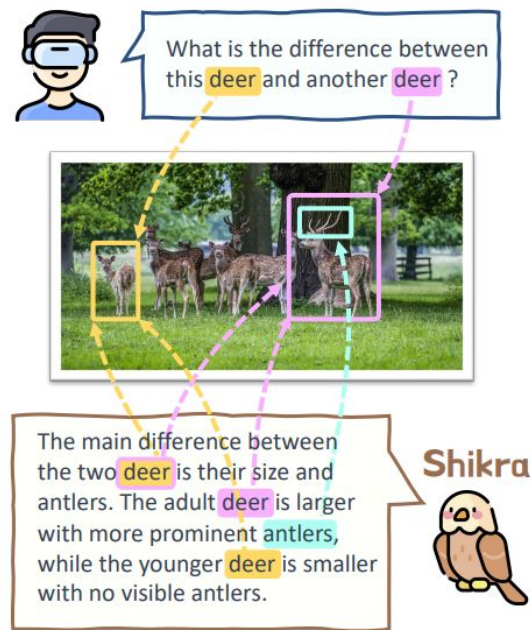 What is the difference between
this deer and another deer ?
The main difference between
the two deer is their size and
antlers. The adult deer is larger
with more prominent antlers,
while the younger deer is smaller
with no visible antlers.
Shikra